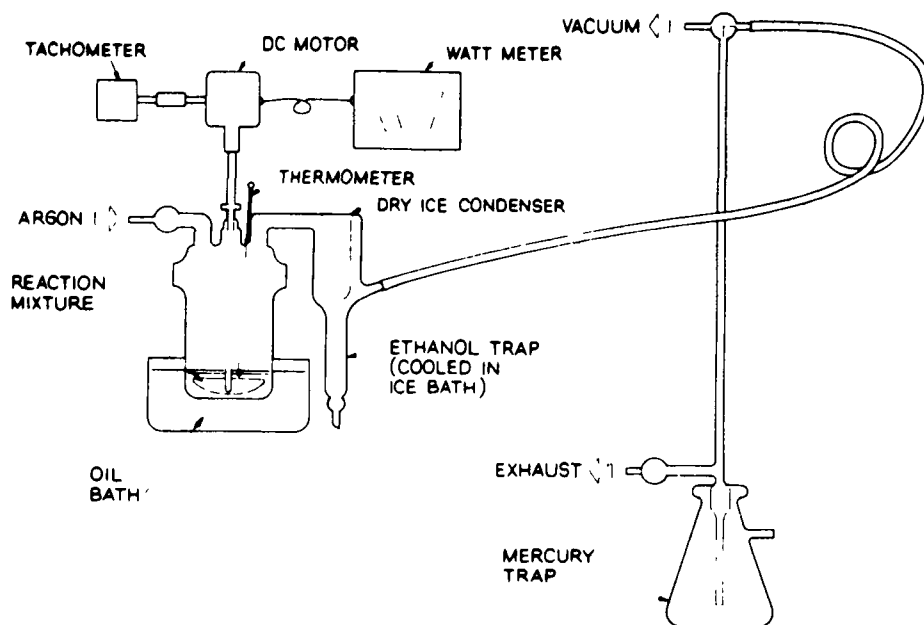 VACUUM
DC MOTOR
TACHOMETER
WATT METER
THERMOMETER
DRY ICE CONDENSER
ARGON
REACTION
MIXTURE
ETHANOL TRAP
(COOLED IN
ICE BATH)
EXHAUST
OIL
BATH
MERCURY
TRAP